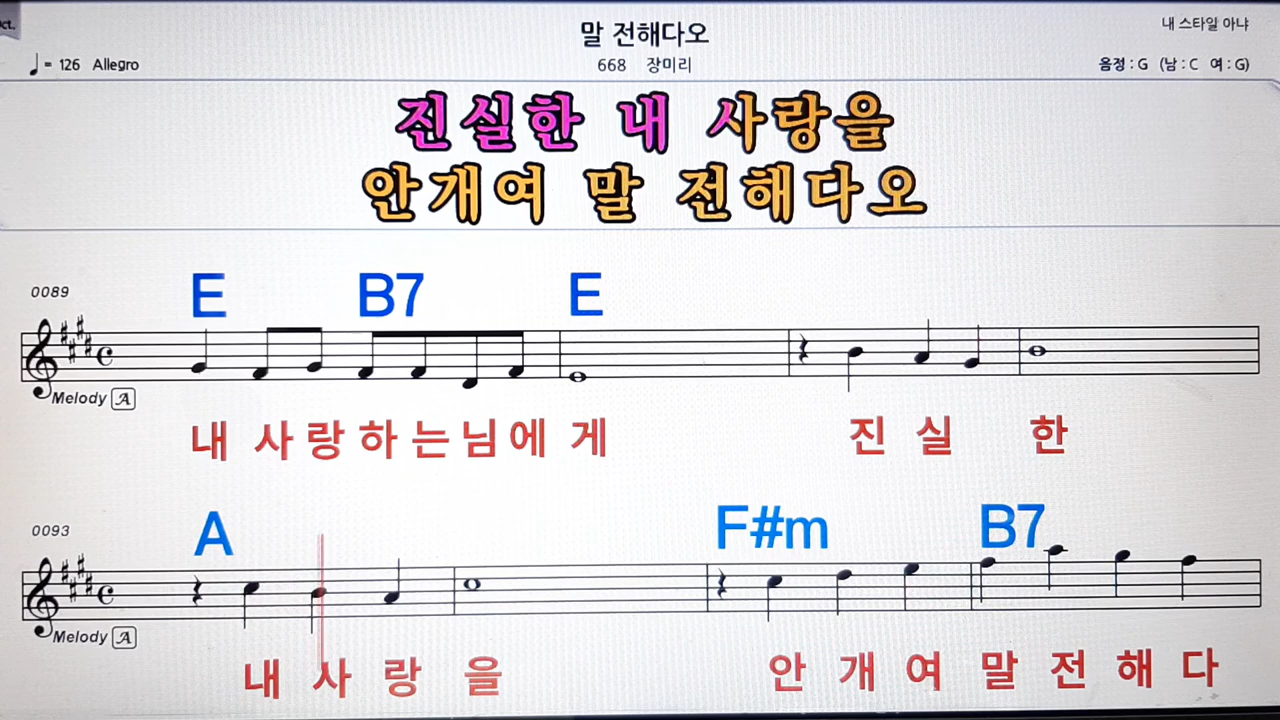 말 전해다오
내 스타일 아냐
♩= 126 Allegro
668 장미리
음정 : G (남 : C 여 : G)
진실한 내 사랑을
안개여 말 전해다오
0089
E B7 E
Melody A
내 사 랑 하 는 님 에 게 진 실 한
0093
A F#m B7
Melody A
내 사 랑 을 안 개 여 말 전 해 다